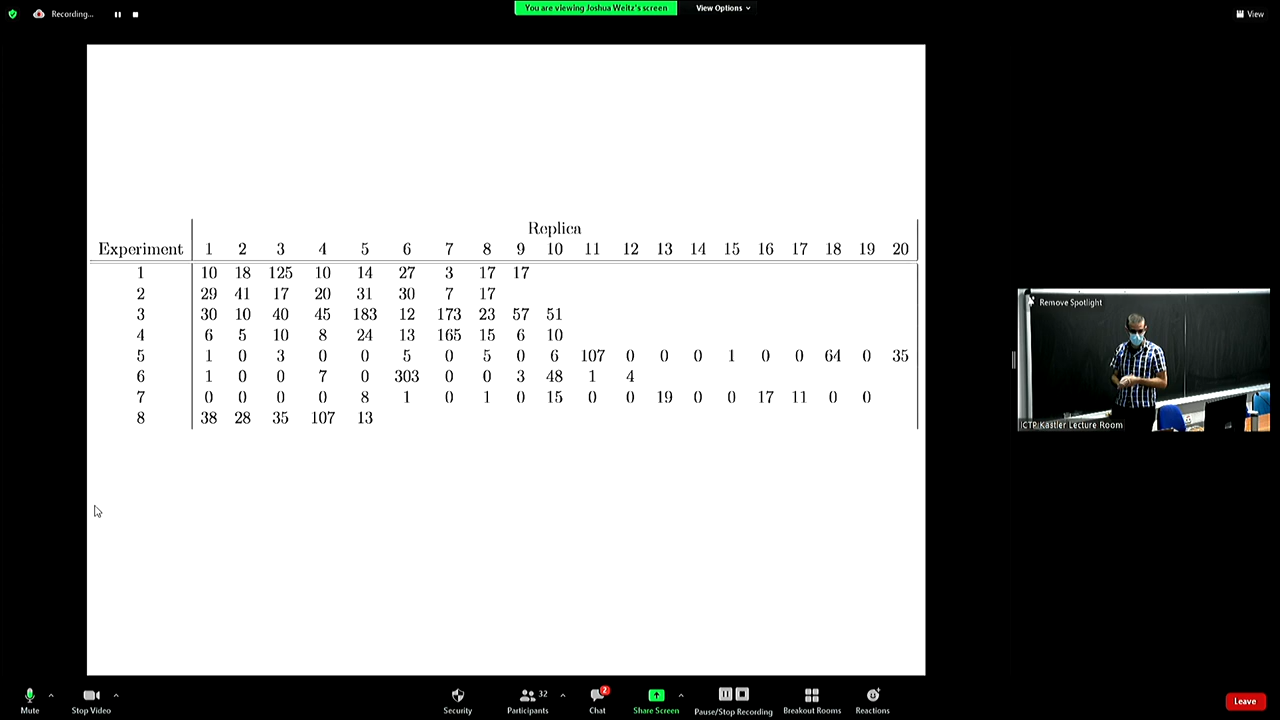 Recording...
You are viewing Joshua Weitz's screen
View Options
View
Replica
Experiment 1 2 3 4 5 6 7 8 9 10 11 12 13 14 15 16 17 18 19 20
1 10 18 125 10 14 27 3 17 17
2 29 41 17 20 31 30 7 17
3 30 10 40 45 183 12 173 23 57 51
4 6 5 10 8 24 13 165 15 6 10
5 1 0 3 0 0 5 0 5 0 6 107 0 0 0 1 0 0 64 0 35
6 1 0 0 7 0 303 0 0 3 48 1 4
7 0 0 0 0 8 1 0 1 0 15 0 0 19 0 0 17 11 0 0
8 38 28 35 107 13
Remove Spotlight
ICTP Kastler Lecture Room
Mute
Stop Video
Security
Participants
32
Chat
2
Share Screen
Pause/Stop Recording
Breakout Rooms
Reactions
Leave